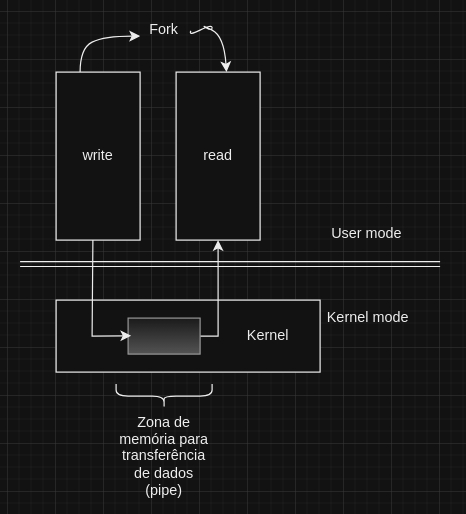 Fork
write
read
User mode
Kernel mode
Kernel
Zona de
memória para
transferência
de dados
(pipe)